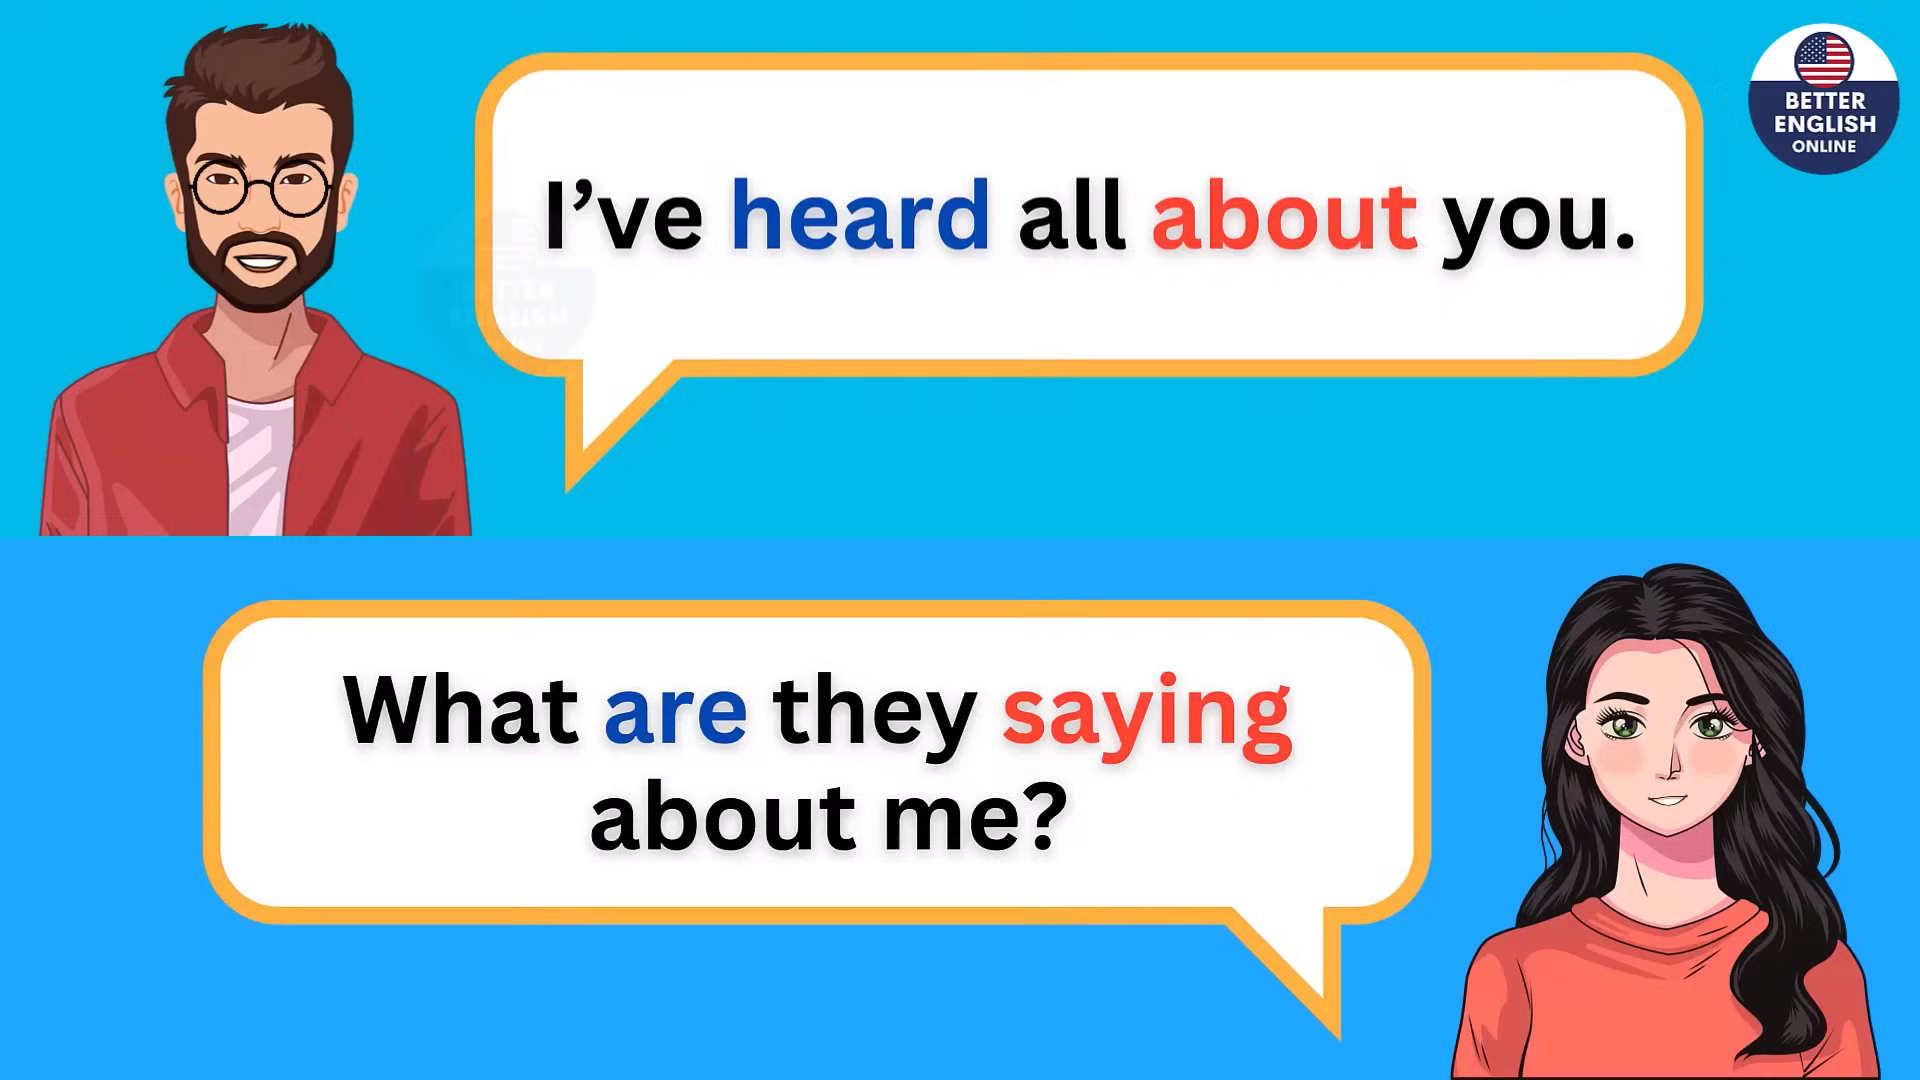 I’ve heard all about you.
BETTER
ENGLISH
ONLINE
What are they saying
about me?